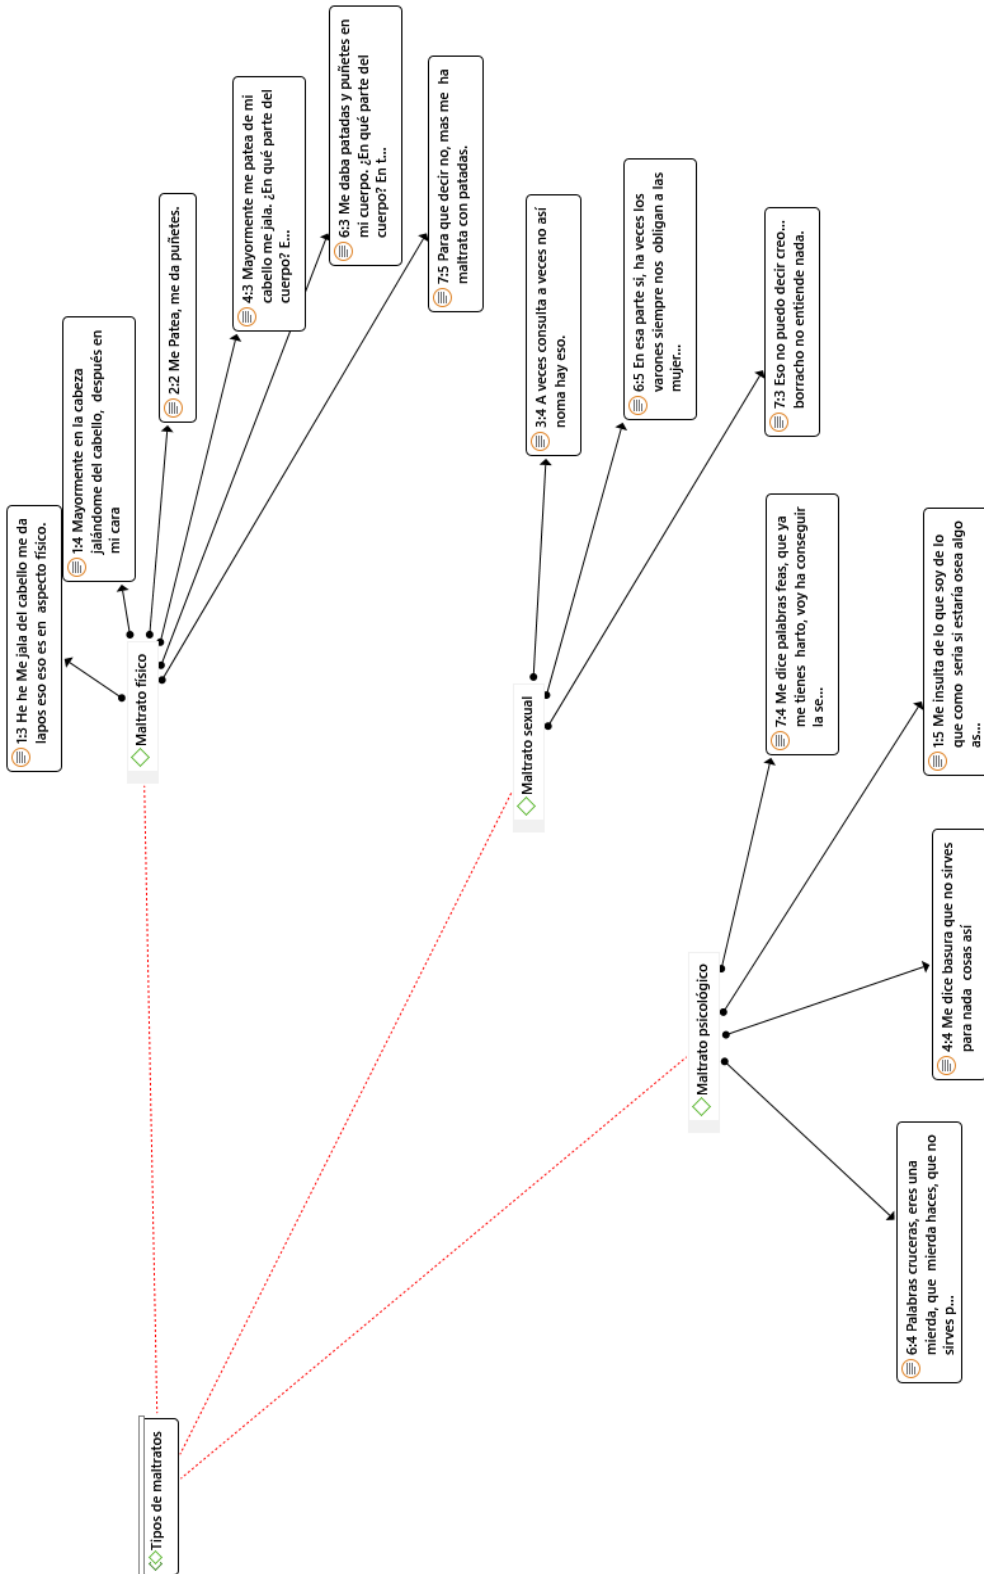 Tipos de maltratos
Maltrato físico
1:3 He he Me jala del cabello me da
lapos eso eso es en aspecto físico.
1:4 Mayormente en la cabeza
jalándome del cabello, después en
mi cara
2:2 Me Patea, me da puñetes.
4:3 Mayormente me patea de mi
cabello me jala. ¿En qué parte del
cuerpo? E...
6:3 Me daba patadas y puñetes en
mi cuerpo. ¿En qué parte del
cuerpo? En t...
7:5 Para que decir no, mas me ha
maltrata con patadas.
Maltrato sexual
3:4 A veces consulta a veces no así
noma hay eso.
6:5 En esa parte si, ha veces los
varones siempre nos obligan a las
mujer...
7:3 Eso no puedo decir creo...
borracho no entiende nada.
Maltrato psicológico
7:4 Me dice palabras feas, que ya
me tienes harto, voy ha conseguir
la se...
1:5 Me insulta de lo que soy de lo
que como seria si estaría osea algo
as...
4:4 Me dice basura que no sirves
para nada cosas así
6:4 Palabras cruceras, eres una
mierda, que mierda haces, que no
sirves p...